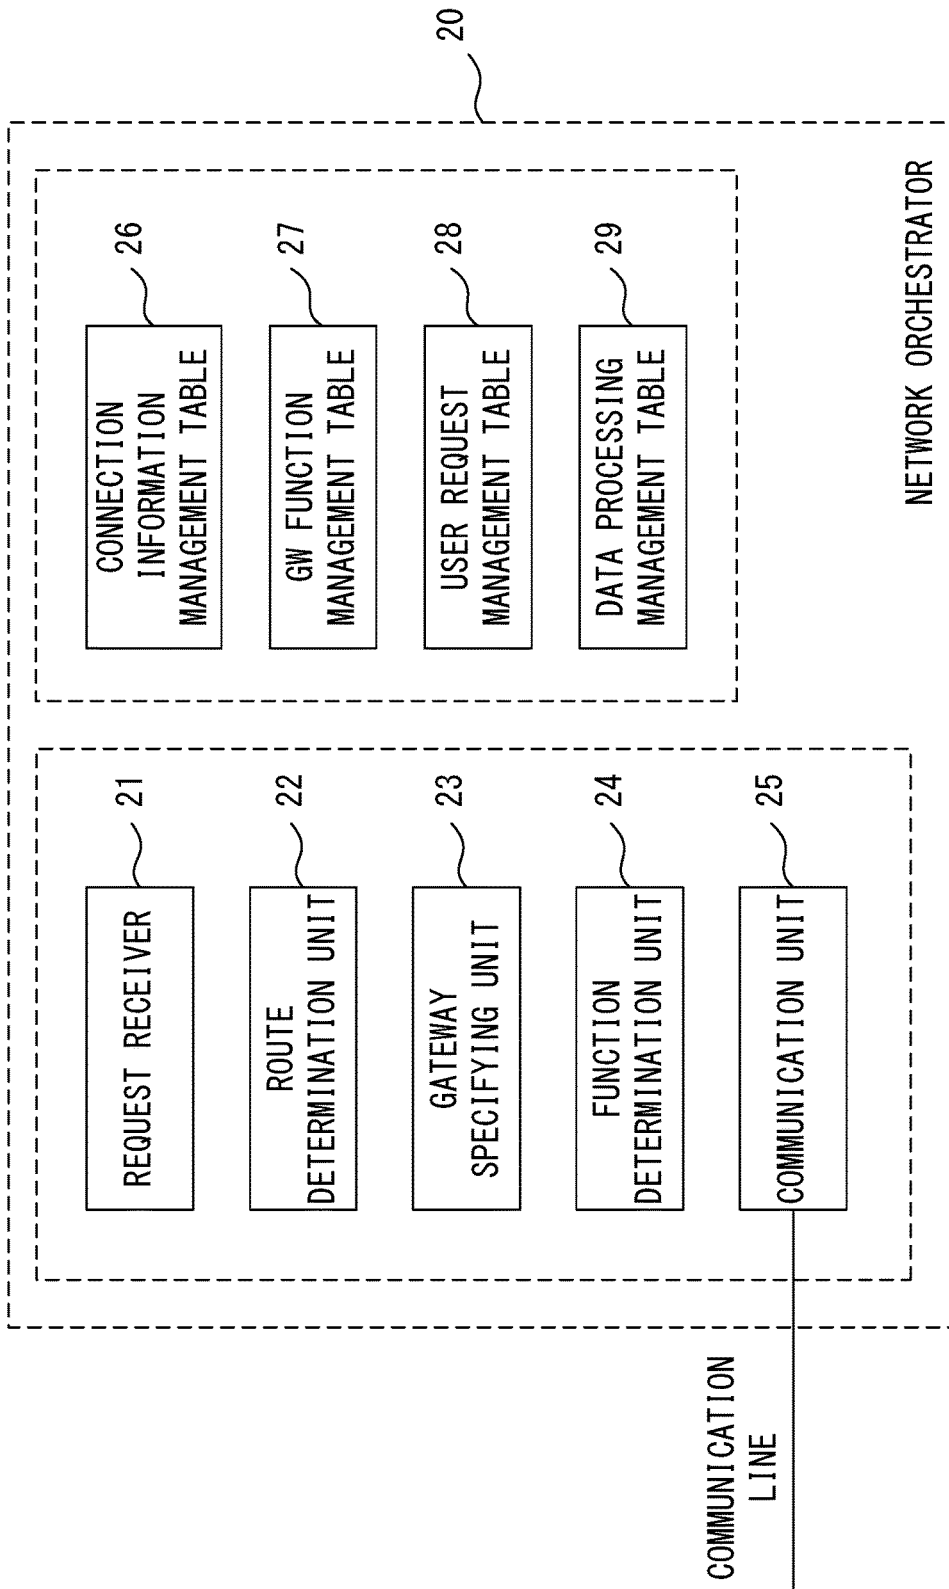 20
REQUEST RECEIVER
21
ROUTE
DETERMINATION UNIT
22
GATEWAY
SPECIFYING UNIT
23
FUNCTION
DETERMINATION UNIT
24
COMMUNICATION UNIT
25
CONNECTION
INFORMATION
MANAGEMENT TABLE
26
GW FUNCTION
MANAGEMENT TABLE
27
USER REQUEST
MANAGEMENT TABLE
28
DATA PROCESSING
MANAGEMENT TABLE
29
COMMUNICATION
LINE
NETWORK ORCHESTRATOR